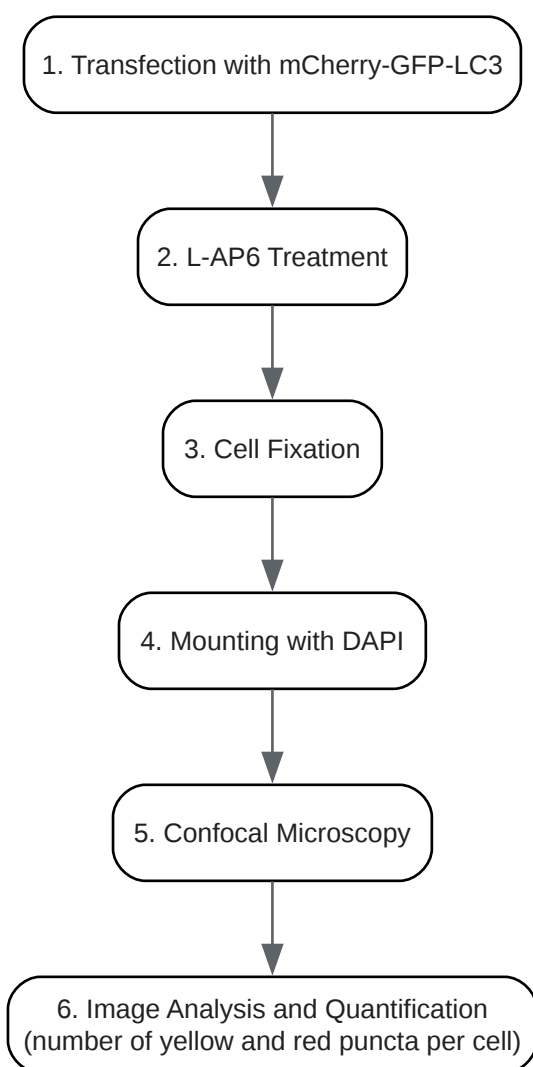 1. Transfection with mCherry-GFP-LC3
2. L-AP6 Treatment
3. Cell Fixation
4. Mounting with DAPI
5. Confocal Microscopy
6. Image Analysis and Quantification
(number of yellow and red puncta per cell)